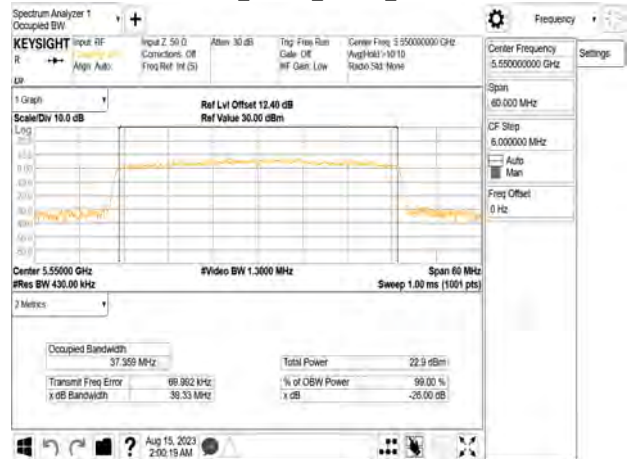 Spectrum Analyzer 1
Occupied BW
+
Frequency
KEYSIGHT
Input: RF
R
Align: Auto
Input Z: 50 Ω
Corrections: Off
Freq Ref: Int (S)
Atten: 30 dB
Trig: Free Run
Gate: Off
#IF Gain: Low
Center Freq: 5.550000000 GHz
Avg|Hold:>10/10
Radio Std: None
1 Graph
Scale/Div 10.0 dB
Ref Lvl Offset 12.40 dB
Ref Value 30.00 dBm
Log
Center 5.55000 GHz
#Res BW 430.00 kHz
#Video BW 1.3000 MHz
Span 60 MHz
Sweep 1.00 ms (1001 pts)
2 Metrics
Occupied Bandwidth
37.359 MHz
Total Power
22.9 dBm
Transmit Freq Error
69.992 kHz
% of OBW Power
99.00 %
x dB Bandwidth
39.33 MHz
x dB
-26.00 dB
Aug 15, 2023
2:00:19 AM
Center Frequency
5.550000000 GHz
Settings
Span
60.000 MHz
CF Step
6.000000 MHz
Auto
Man
Freq Offset
0 Hz